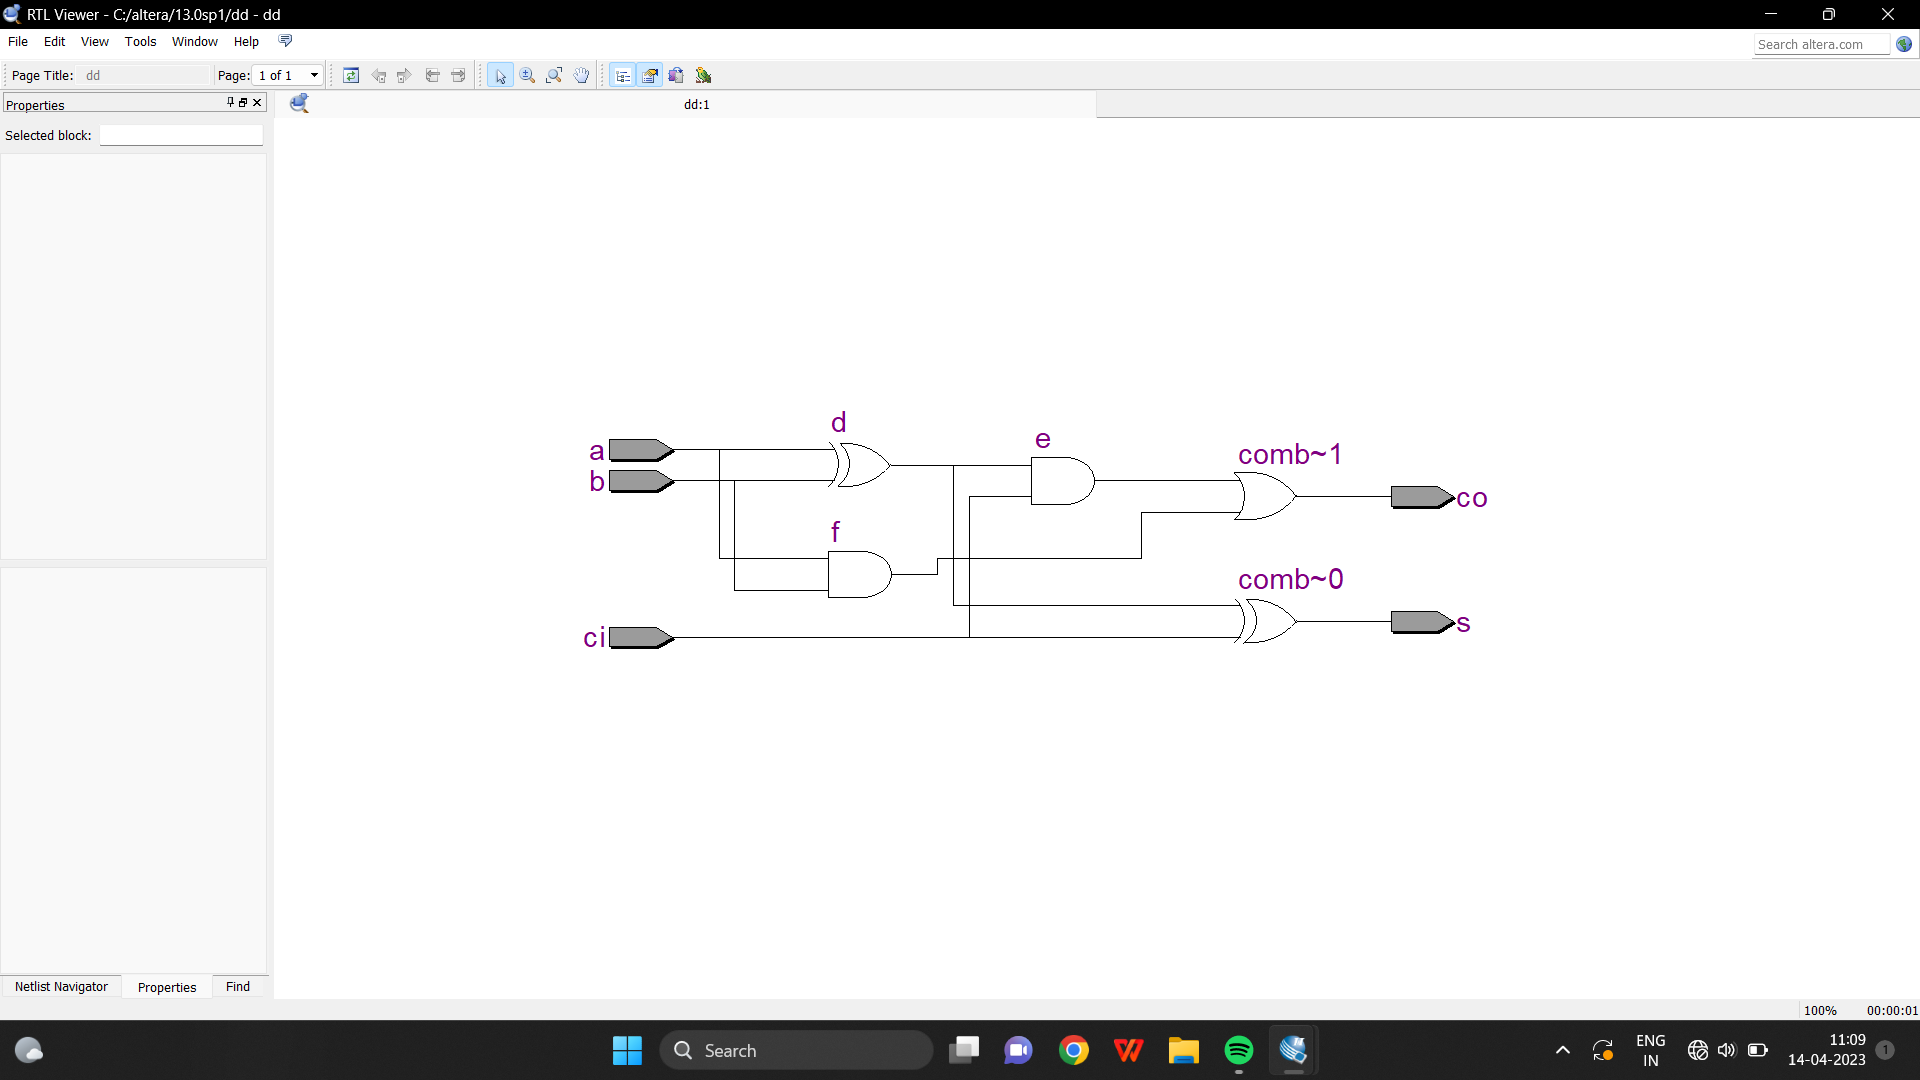 RTL Viewer - C:/altera/13.0sp1/dd - dd
File Edit View Tools Window Help
Search altera.com
Page Title: dd Page: 1 of 1
Properties
dd:1
Selected block:
d
a
e
comb~1
b
co
f
comb~0
ci
s
Netlist Navigator Properties Find
100% 00:00:01
Search
ENG
IN
11:09
14-04-2023
1